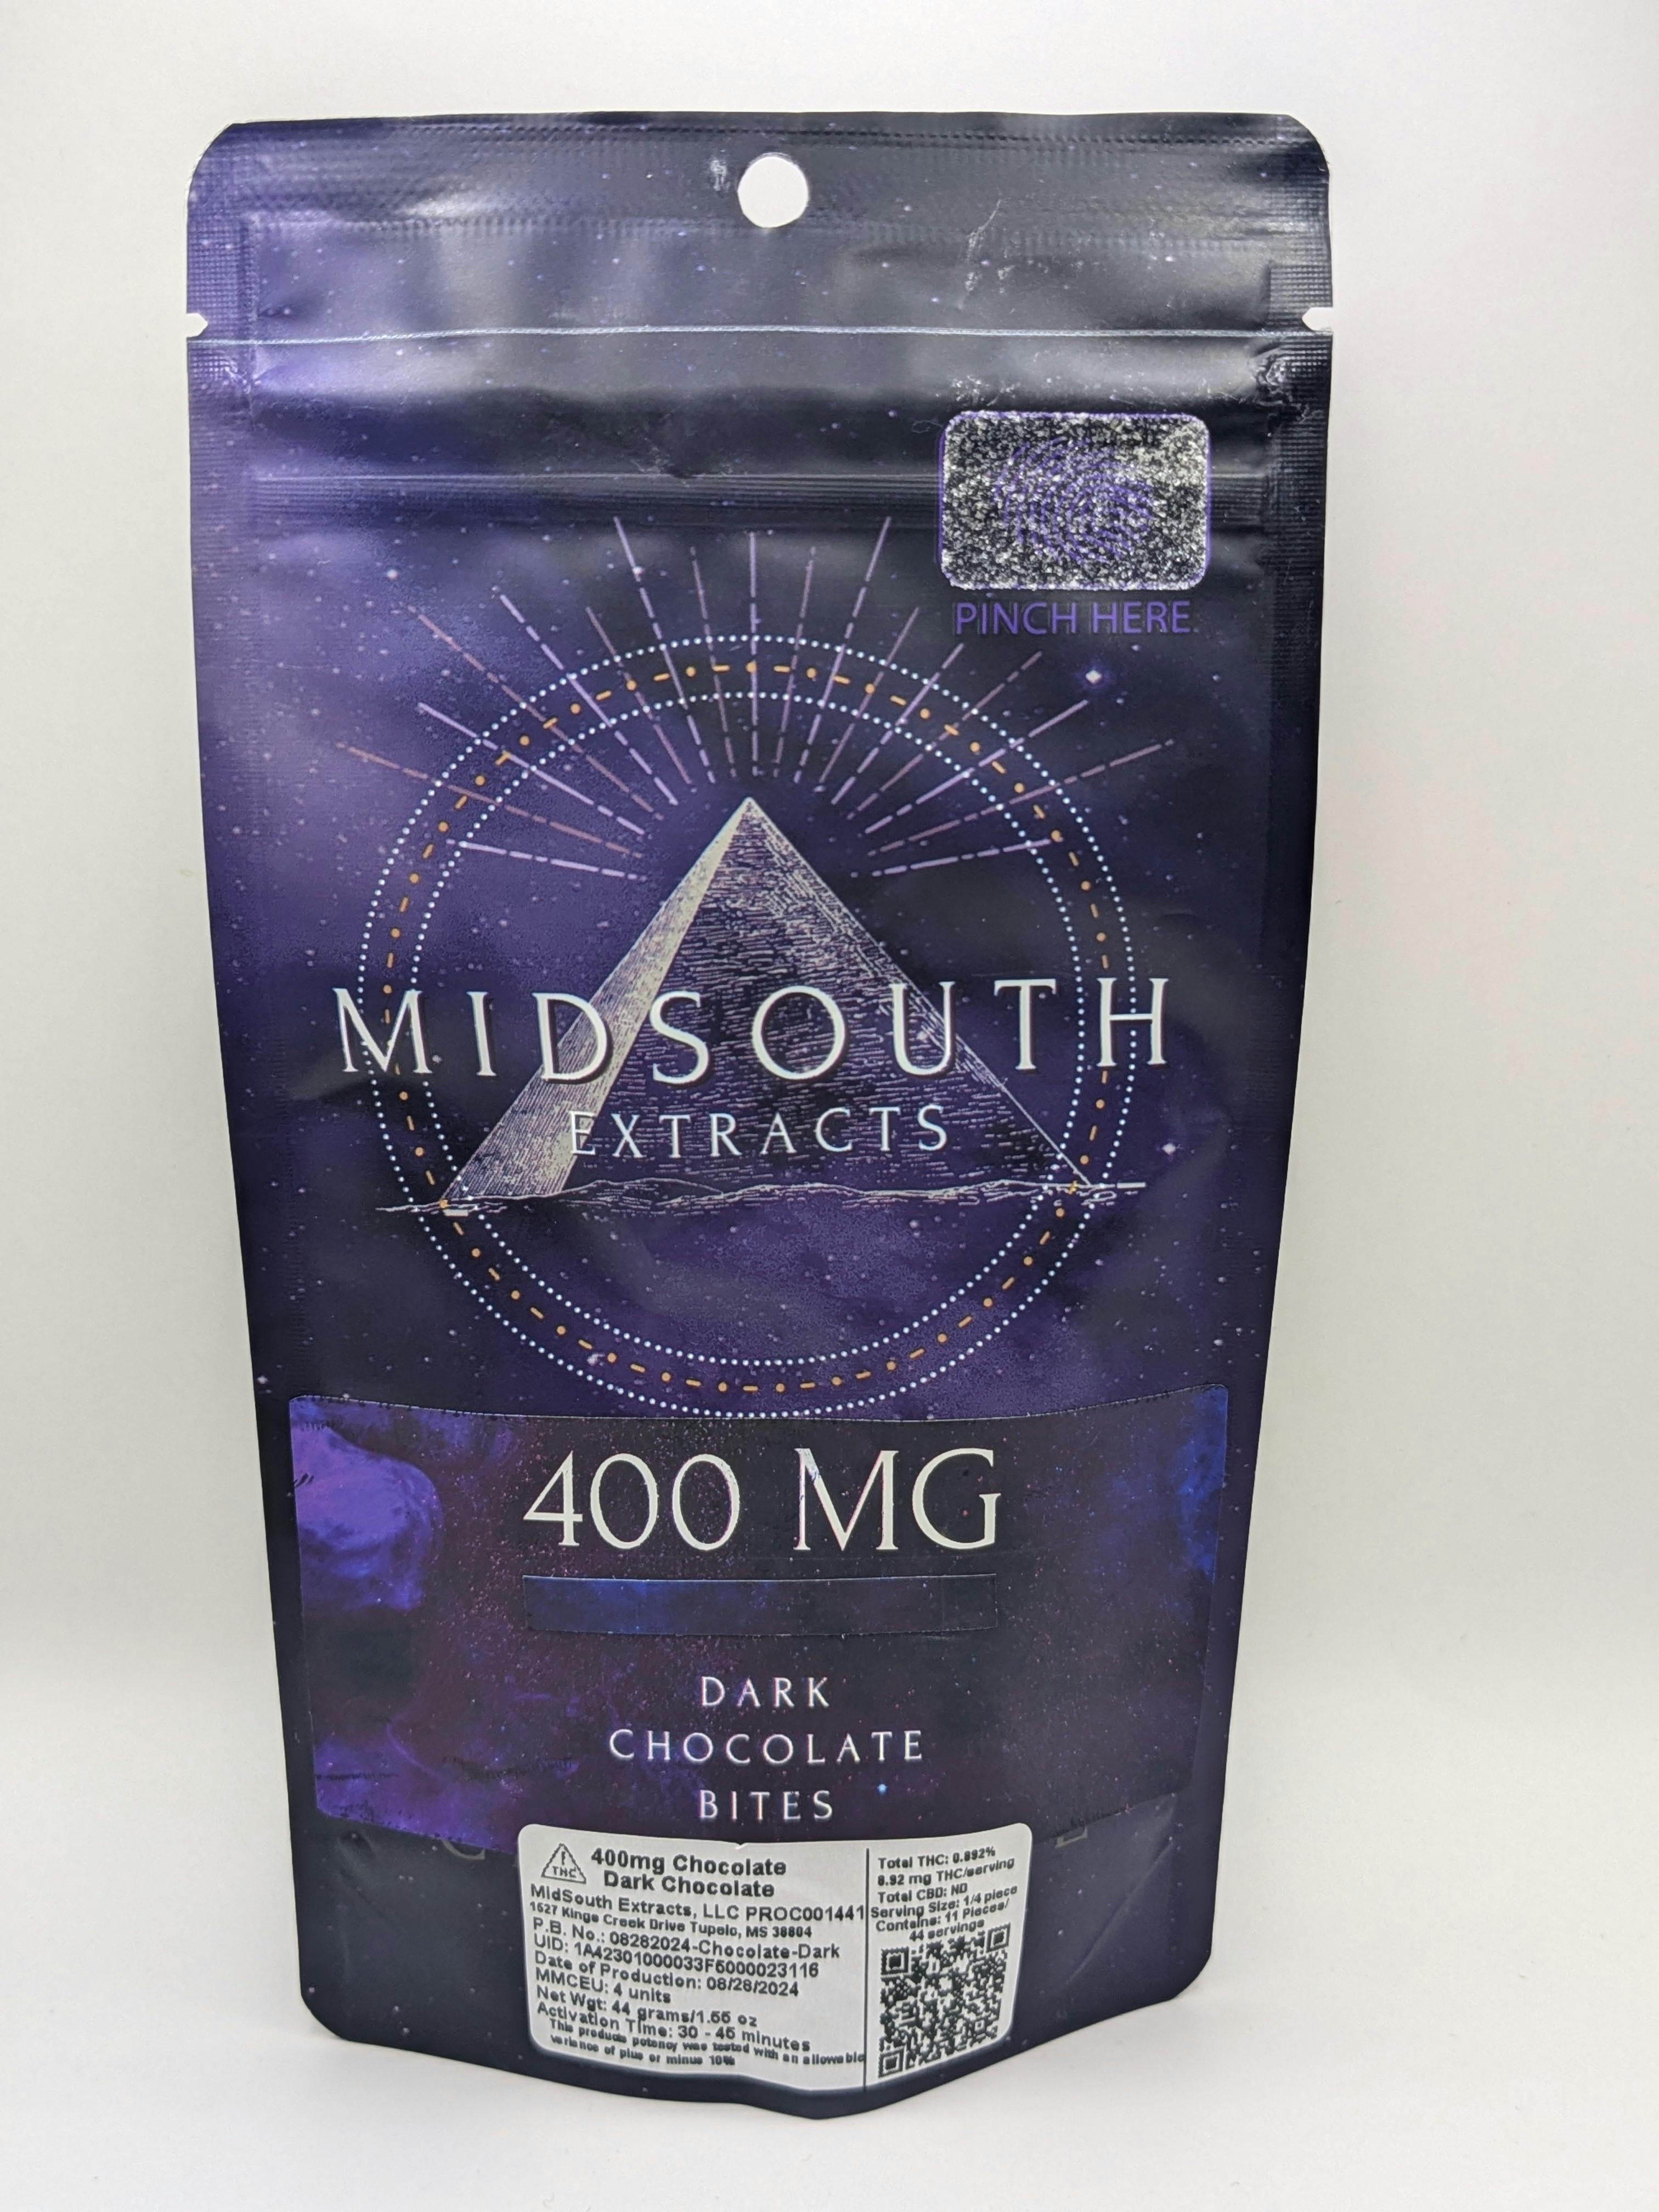 PINCH HERE
MIDSOUTH
EXTRACTS
400 MG
DARK
CHOCOLATE
BITES
! THC
400mg Chocolate
Dark Chocolate
MidSouth Extracts, LLC PROC001441
1527 Kings Creek Drive Tupelo, MS 38804
P.B. No.: 08282024-Chocolate-Dark
UID: 1A42301000033F5000023116
Date of Production: 08/28/2024
MMCEU: 4 units
Net Wgt: 44 grams/1.55 oz
Activation Time: 30 - 45 minutes
This products potency was tested with an allowable
variance of plus or minus 10%
Total THC: 0.892%
8.92 mg THC/serving
Total CBD: ND
Serving Size: 1/4 piece
Contains: 11 Pieces/
44 servings